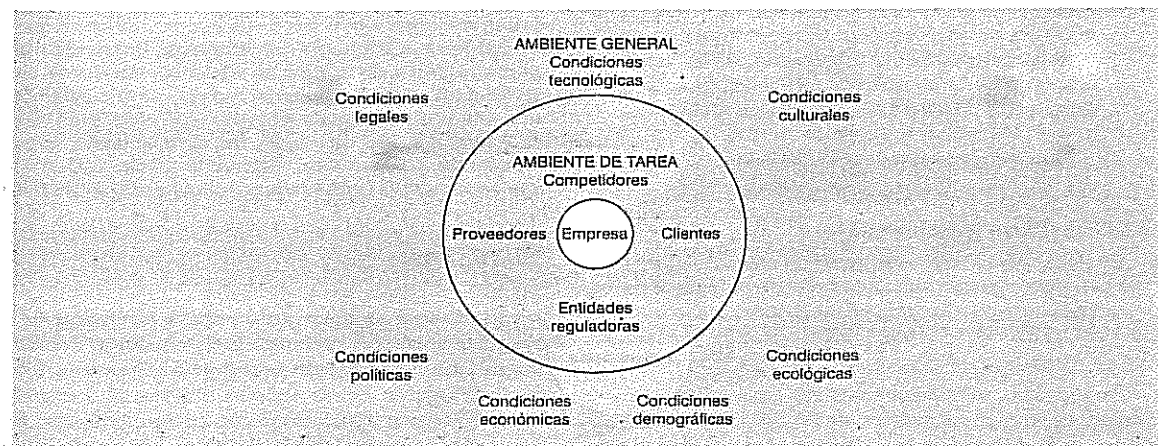 AMBIENTE GENERAL
Condiciones
tecnológicas
Condiciones
legales
Condiciones
culturales
AMBIENTE DE TAREA
Competidores
Proveedores
Empresa
Clientes
Entidades
reguladoras
Condiciones
políticas
Condiciones
ecológicas
Condiciones
económicas
Condiciones
demográficas